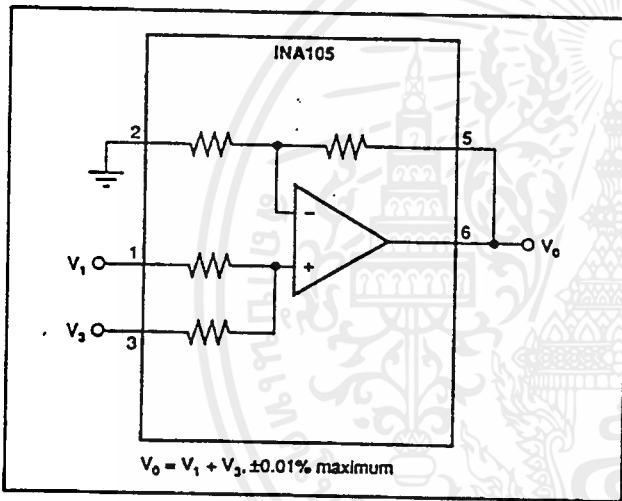 INA105
2
5
6
V₀
V₁
1
V₃
3
−
+
V₀ = V₁ + V₃, ±0.01% maximum